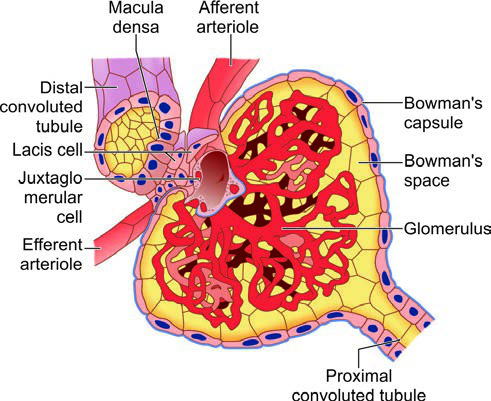 Macula
densa
Afferent
arteriole
Distal
convoluted
tubule
Lacis cell
Juxtaglo
merular
cell
Efferent
arteriole
Bowman's
capsule
Bowman's
space
Glomerulus
Proximal
convoluted tubule